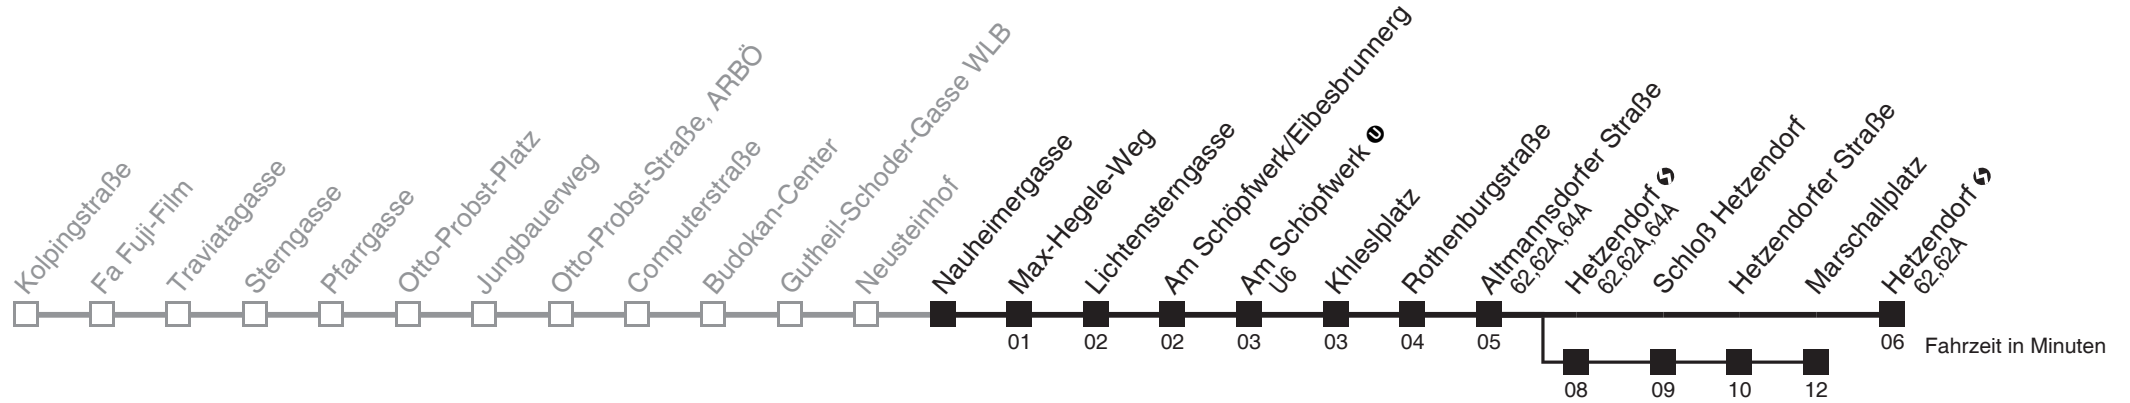 Kolpingstraße
Fa Fuji-Film
Traviatagasse
Sterngasse
Pfarrgasse
Otto-Probst-Platz
Jungbauerweg
Otto-Probst-Straße, ARBÖ
Computerstraße
Budokan-Center
Gutheil-Schoder-Gasse WLB
Neusteinhof
Nauheimergasse
Max-Hegele-Weg
Lichtensterngasse
Am Schöpfwerk/Eibesbrunnerg
Am Schöpfwerk U
U6
Khleslplatz
Rothenburgstraße
Altmannsdorfer Straße
62,62A,64A
Hetzendorf
62,62A,64A
Schloß Hetzendorf
Hetzendorfer Straße
Marschallplatz
Hetzendorf
62,62A
01 02 02 03 03 04 05 06 Fahrzeit in Minuten
08 09 10 12